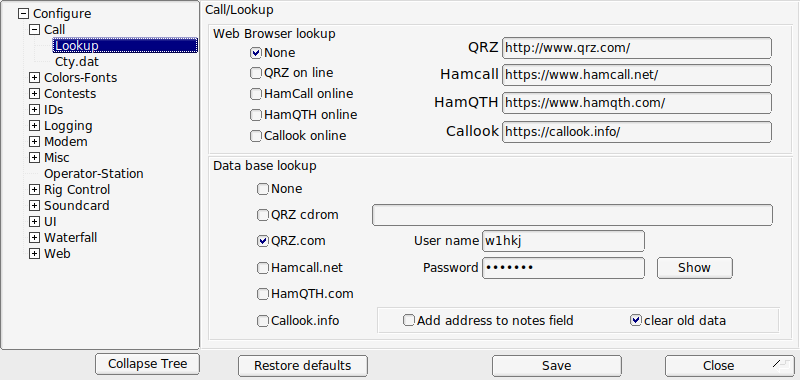 Configure
Call
Lookup
Cty.dat
Colors-Fonts
Contests
IDs
Logging
Modem
Misc
Operator-Station
Rig Control
Soundcard
UI
Waterfall
Web
Collapse Tree
Call/Lookup
Web Browser lookup
None
QRZ http://www.qrz.com/
QRZ on line
Hamcall https://www.hamcall.net/
HamCall online
HamQTH https://www.hamqth.com/
HamQTH online
Callook https://callook.info/
Callook online
Data base lookup
None
QRZ cdrom
QRZ.com User name w1hkj
Hamcall.net Password ••••••• Show
HamQTH.com
Callook.info Add address to notes field clear old data
Restore defaults Save Close